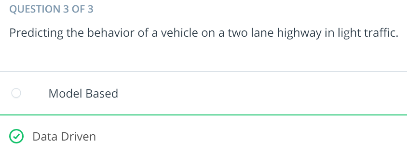 QUESTION 3 OF 3
Predicting the behavior of a vehicle on a two lane highway in light traffic.
Model Based
Data Driven